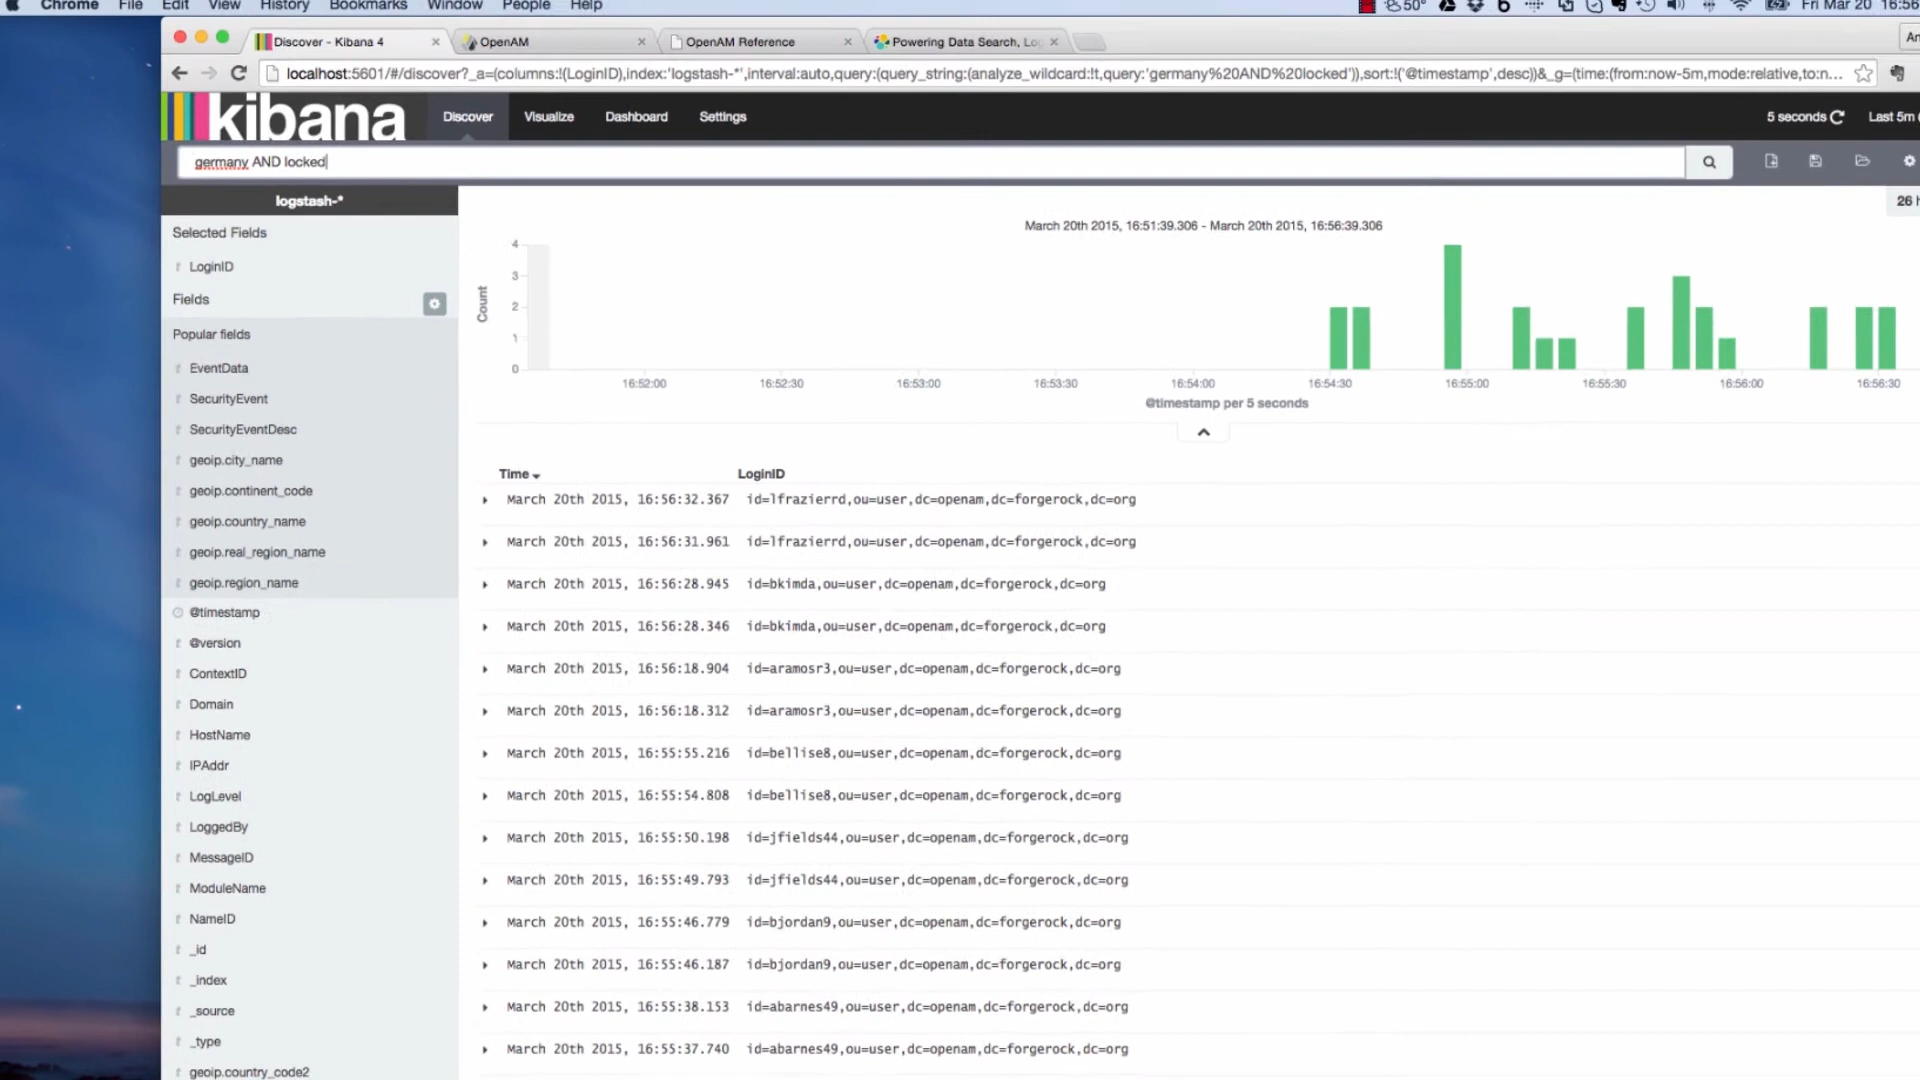 Chrome File Edit View History Bookmarks Window People Help 50° Fri Mar 20 16:56
Discover - Kibana 4 OpenAM OpenAM Reference Powering Data Search, Lo
localhost:5601/#/discover?_a=(columns:!(LoginID),index:'logstash-*',interval:auto,query:(query_string:(analyze_wildcard:!t,query:'germany%20AND%20locked')),sort:!('@timestamp',desc))&_g=(time:(from:now-5m,mode:relative,to:n...
kibana Discover Visualize Dashboard Settings 5 seconds Last 5m
germany AND locked
logstash-*
26
Selected Fields
LoginID
Fields
Popular fields
EventData
SecurityEvent
SecurityEventDesc
geoip.city_name
geoip.continent_code
geoip.country_name
geoip.real_region_name
geoip.region_name
@timestamp
@version
ContextID
Domain
HostName
IPAddr
LogLevel
LoggedBy
MessageID
ModuleName
NameID
_id
_index
_source
_type
geoip.country_code2
March 20th 2015, 16:51:39.306 - March 20th 2015, 16:56:39.306
Count
4
3
2
1
0
16:52:00 16:52:30 16:53:00 16:53:30 16:54:00 16:54:30 16:55:00 16:55:30 16:56:00 16:56:30
@timestamp per 5 seconds
Time LoginID
March 20th 2015, 16:56:32.367 id=lfrazierrd,ou=user,dc=openam,dc=forgerock,dc=org
March 20th 2015, 16:56:31.961 id=lfrazierrd,ou=user,dc=openam,dc=forgerock,dc=org
March 20th 2015, 16:56:28.945 id=bkimda,ou=user,dc=openam,dc=forgerock,dc=org
March 20th 2015, 16:56:28.346 id=bkimda,ou=user,dc=openam,dc=forgerock,dc=org
March 20th 2015, 16:56:18.904 id=aramosr3,ou=user,dc=openam,dc=forgerock,dc=org
March 20th 2015, 16:56:18.312 id=aramosr3,ou=user,dc=openam,dc=forgerock,dc=org
March 20th 2015, 16:55:55.216 id=bellise8,ou=user,dc=openam,dc=forgerock,dc=org
March 20th 2015, 16:55:54.808 id=bellise8,ou=user,dc=openam,dc=forgerock,dc=org
March 20th 2015, 16:55:50.198 id=jfields44,ou=user,dc=openam,dc=forgerock,dc=org
March 20th 2015, 16:55:49.793 id=jfields44,ou=user,dc=openam,dc=forgerock,dc=org
March 20th 2015, 16:55:46.779 id=bjordan9,ou=user,dc=openam,dc=forgerock,dc=org
March 20th 2015, 16:55:46.187 id=bjordan9,ou=user,dc=openam,dc=forgerock,dc=org
March 20th 2015, 16:55:38.153 id=abarnes49,ou=user,dc=openam,dc=forgerock,dc=org
March 20th 2015, 16:55:37.740 id=abarnes49,ou=user,dc=openam,dc=forgerock,dc=org